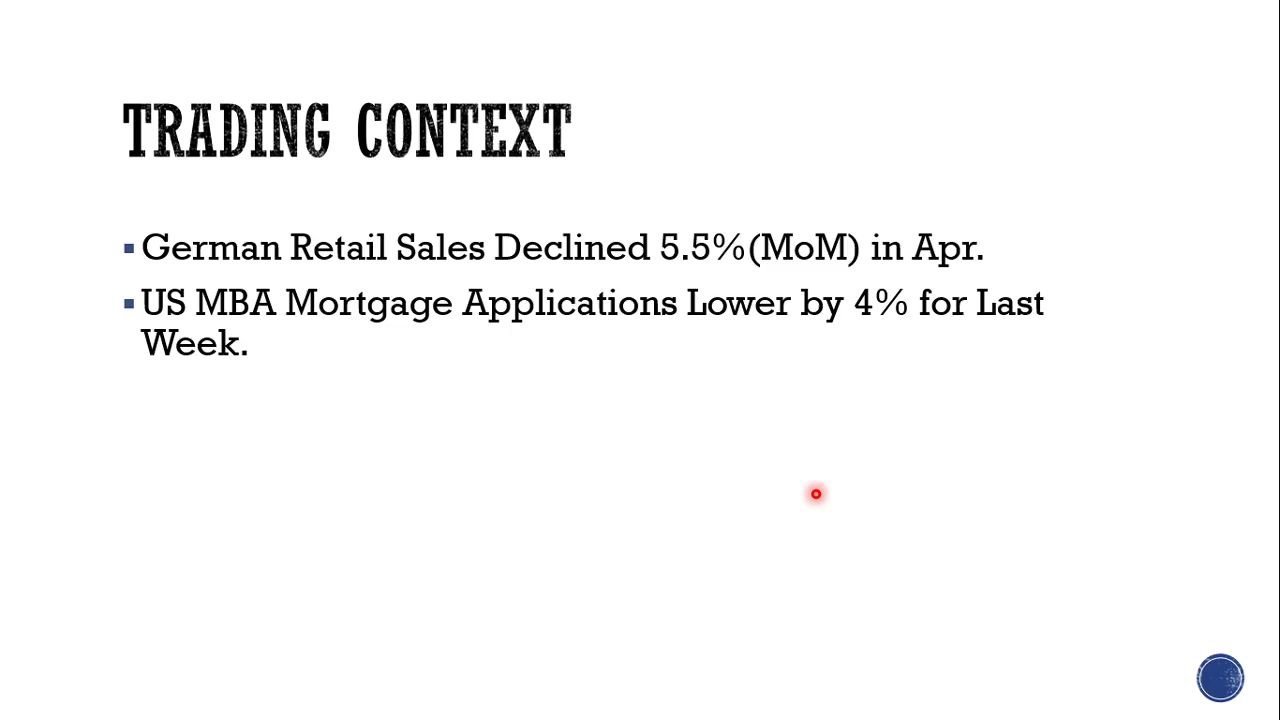 TRADING CONTEXT
German Retail Sales Declined 5.5%(MoM) in Apr.
US MBA Mortgage Applications Lower by 4% for Last
Week.